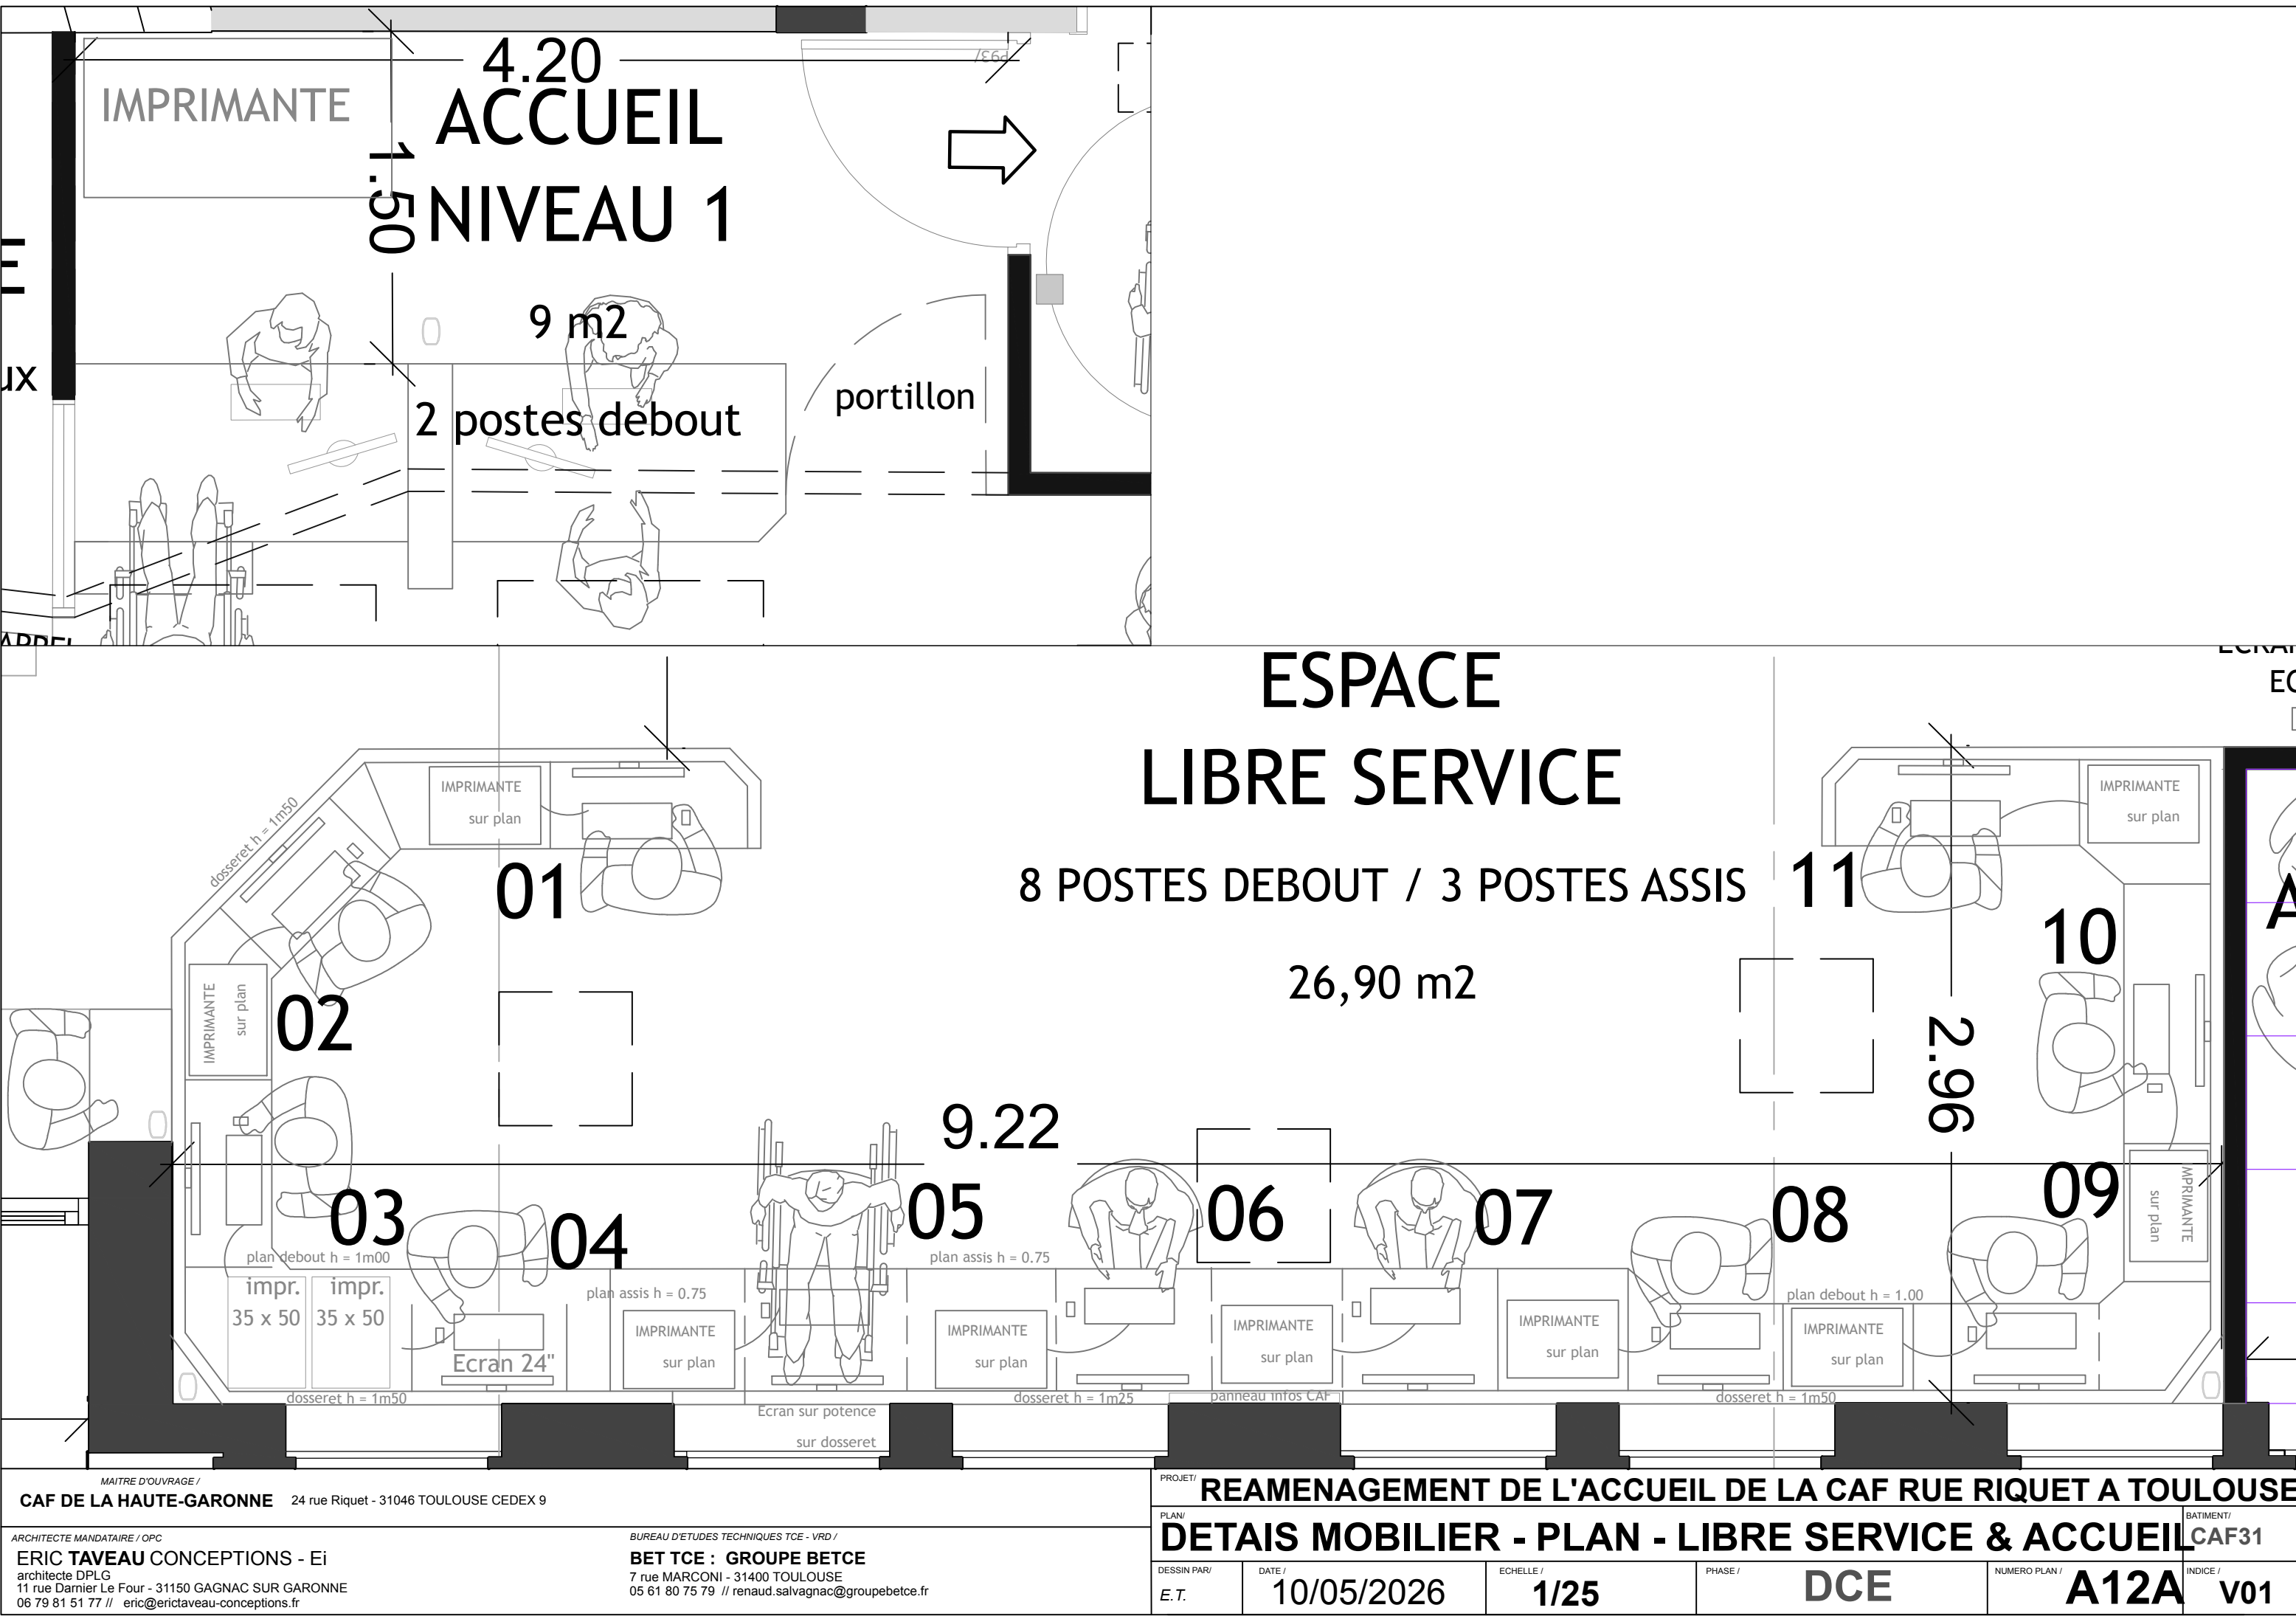 4.20
P93/
IMPRIMANTE
ACCUEIL
1.50
NIVEAU 1
E
9 m2
ux
portillon
2 postes debout
ESPACE
EC
LIBRE SERVICE
IMPRIMANTE
sur plan
IMPRIMANTE
sur plan
dosseret h = 1m50
01
8 POSTES DEBOUT / 3 POSTES ASSIS
11
A
10
26,90 m2
IMPRIMANTE
sur plan
02
2.96
9.22
03
04
05
06
07
08
09
IMPRIMANTE
sur plan
plan debout h = 1m00
plan assis h = 0.75
impr.
35 x 50
impr.
35 x 50
plan assis h = 0.75
plan debout h = 1.00
IMPRIMANTE
sur plan
IMPRIMANTE
sur plan
IMPRIMANTE
sur plan
IMPRIMANTE
sur plan
IMPRIMANTE
sur plan
Ecran 24"
dosseret h = 1m50
dosseret h = 1m25
panneau infos CAF
dosseret h = 1m50
Ecran sur potence
sur dosseret
MAITRE D'OUVRAGE /
CAF DE LA HAUTE-GARONNE 24 rue Riquet - 31046 TOULOUSE CEDEX 9
ARCHITECTE MANDATAIRE / OPC
ERIC TAVEAU CONCEPTIONS - Ei
architecte DPLG
11 rue Darnier Le Four - 31150 GAGNAC SUR GARONNE
06 79 81 51 77 // eric@erictaveau-conceptions.fr
BUREAU D'ETUDES TECHNIQUES TCE - VRD /
BET TCE : GROUPE BETCE
7 rue MARCONI - 31400 TOULOUSE
05 61 80 75 79 // renaud.salvagnac@groupebetce.fr
PROJET/ REAMENAGEMENT DE L'ACCUEIL DE LA CAF RUE RIQUET A TOULOUSE
PLAN/
DETAIS MOBILIER - PLAN - LIBRE SERVICE & ACCUEIL
BATIMENT/
CAF31
DESSIN PAR/
E.T.
DATE /
10/05/2026
ECHELLE /
1/25
PHASE /
DCE
NUMERO PLAN /
A12A
INDICE /
V01